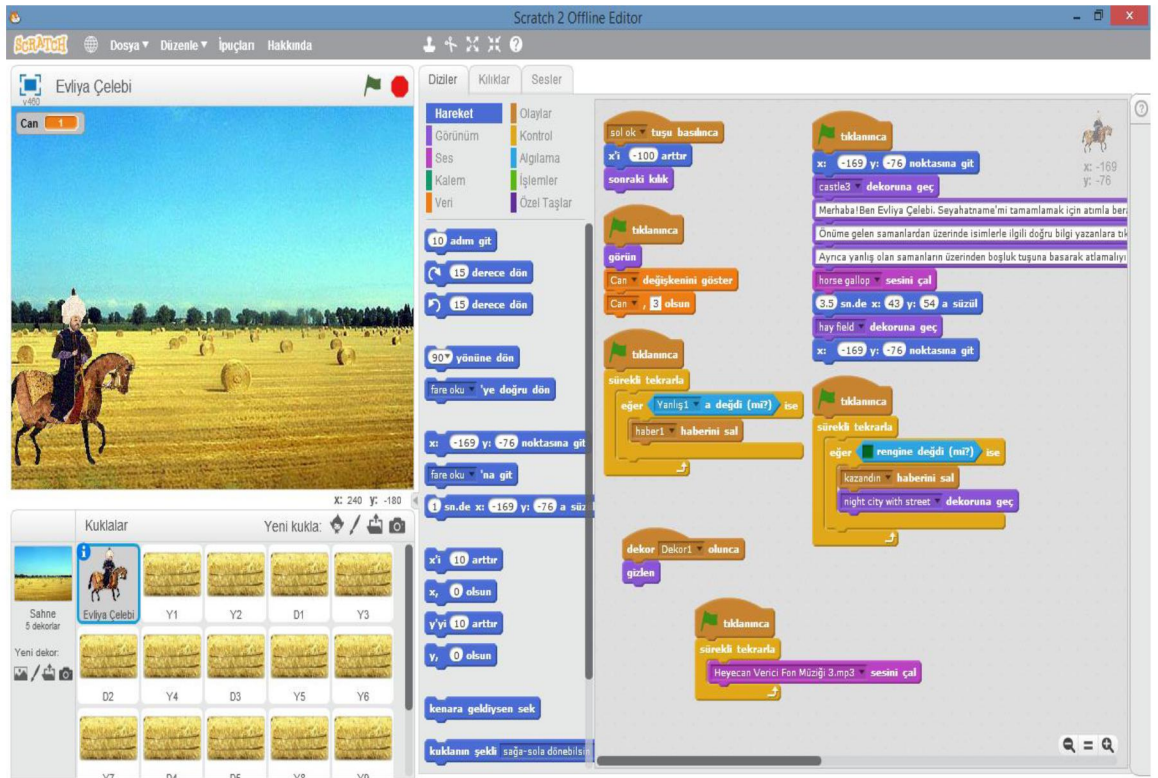 Scratch 2 Offline Editor
SCRATCH Dosya Düzenle İpuçları Hakkında
v460
Evliya Çelebi
Can 1
X: 240 y: -180
Kuklalar
Yeni kukla:
Sahne
5 dekorlar
Yeni dekor:
Evliya Çelebi
Y1
Y2
D1
Y3
D2
Y4
D3
Y5
Y6
Y7
D4
D5
Y8
Y9
Diziler
Kılıklar
Sesler
Hareket
Görünüm
Ses
Kalem
Veri
Olaylar
Kontrol
Algılama
İşlemler
Özel Taşlar
10 adım git
15 derece dön
15 derece dön
90 yönüne dön
fare oku 'ye doğru dön
x: -169 y: -76 noktasına git
fare oku 'na git
1 sn.de x: -169 y: -76 a süzül
x'i 10 arttır
x, 0 olsun
y'yi 10 arttır
y, 0 olsun
kenara geldiysen sek
kuklanın şekli sağa-sola dönebilsin
sol ok tuşu basılınca
x'i -100 arttır
sonraki kılık
tıklanınca
görün
Can değişkenini göster
Can , 3 olsun
tıklanınca
sürekli tekrarla
eğer Yanlış1 a değdi (mi?) ise
haber1 haberini sal
dekor Dekor1 olunca
gizlen
tıklanınca
sürekli tekrarla
Heyecan Verici Fon Müziği 3.mp3 sesini çal
tıklanınca
x: -169 y: -76 noktasına git
castle3 dekoruna geç
Merhaba!Ben Evliya Çelebi. Seyahatname'mi tamamlamak için atımla bera
Önüme gelen samanlardan üzerinde isimlerle ilgili doğru bilgi yazanlara tık
Ayrıca yanlış olan samanların üzerinden boşluk tuşuna basarak atlamalıyı
horse gallop sesini çal
3.5 sn.de x: 43 y: 54 a süzül
hay field dekoruna geç
x: -169 y: -76 noktasına git
tıklanınca
sürekli tekrarla
eğer rengine değdi (mi?) ise
kazandın haberini sal
night city with street dekoruna geç
x: -169
y: -76